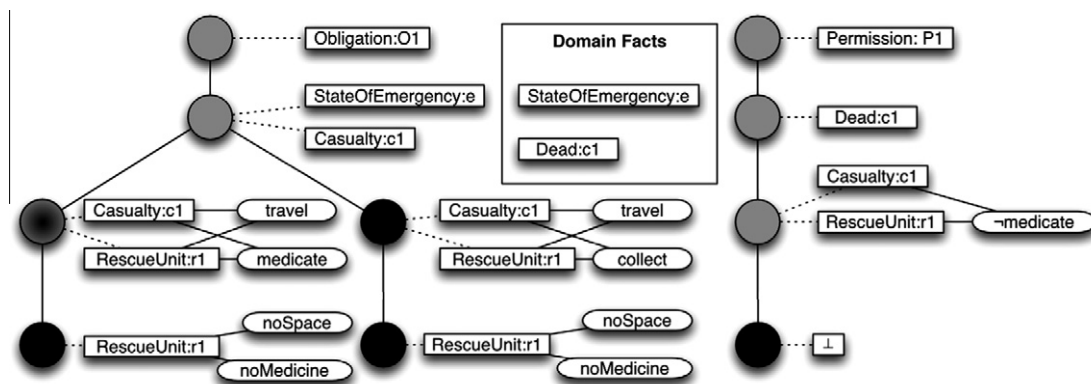 Obligation:O1
StateOfEmergency:e
Casualty:c1
Casualty:c1
travel
RescueUnit:r1
medicate
RescueUnit:r1
noSpace
noMedicine
Casualty:c1
travel
RescueUnit:r1
collect
RescueUnit:r1
noSpace
noMedicine
Domain Facts
StateOfEmergency:e
Dead:c1
Permission: P1
Dead:c1
Casualty:c1
RescueUnit:r1
¬medicate
⊥